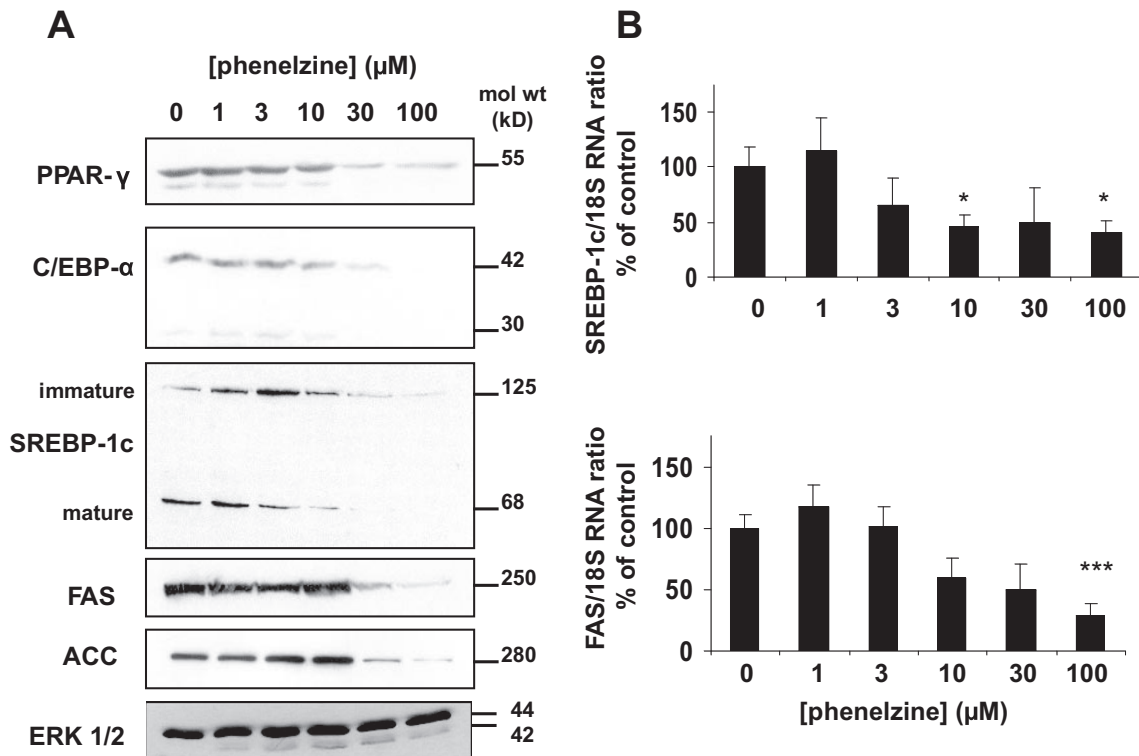 A
[phenelzine] (µM)
0 1 3 10 30 100
mol wt
(kD)
PPAR-γ
55
C/EBP-α
42
30
immature
125
SREBP-1c
mature
68
FAS
250
ACC
280
ERK 1/2
44
42
B
SREBP-1c/18S RNA ratio
% of control
150
100
50
0
*
*
0 1 3 10 30 100
FAS/18S RNA ratio
% of control
150
100
50
0
***
0 1 3 10 30 100
[phenelzine] (µM)